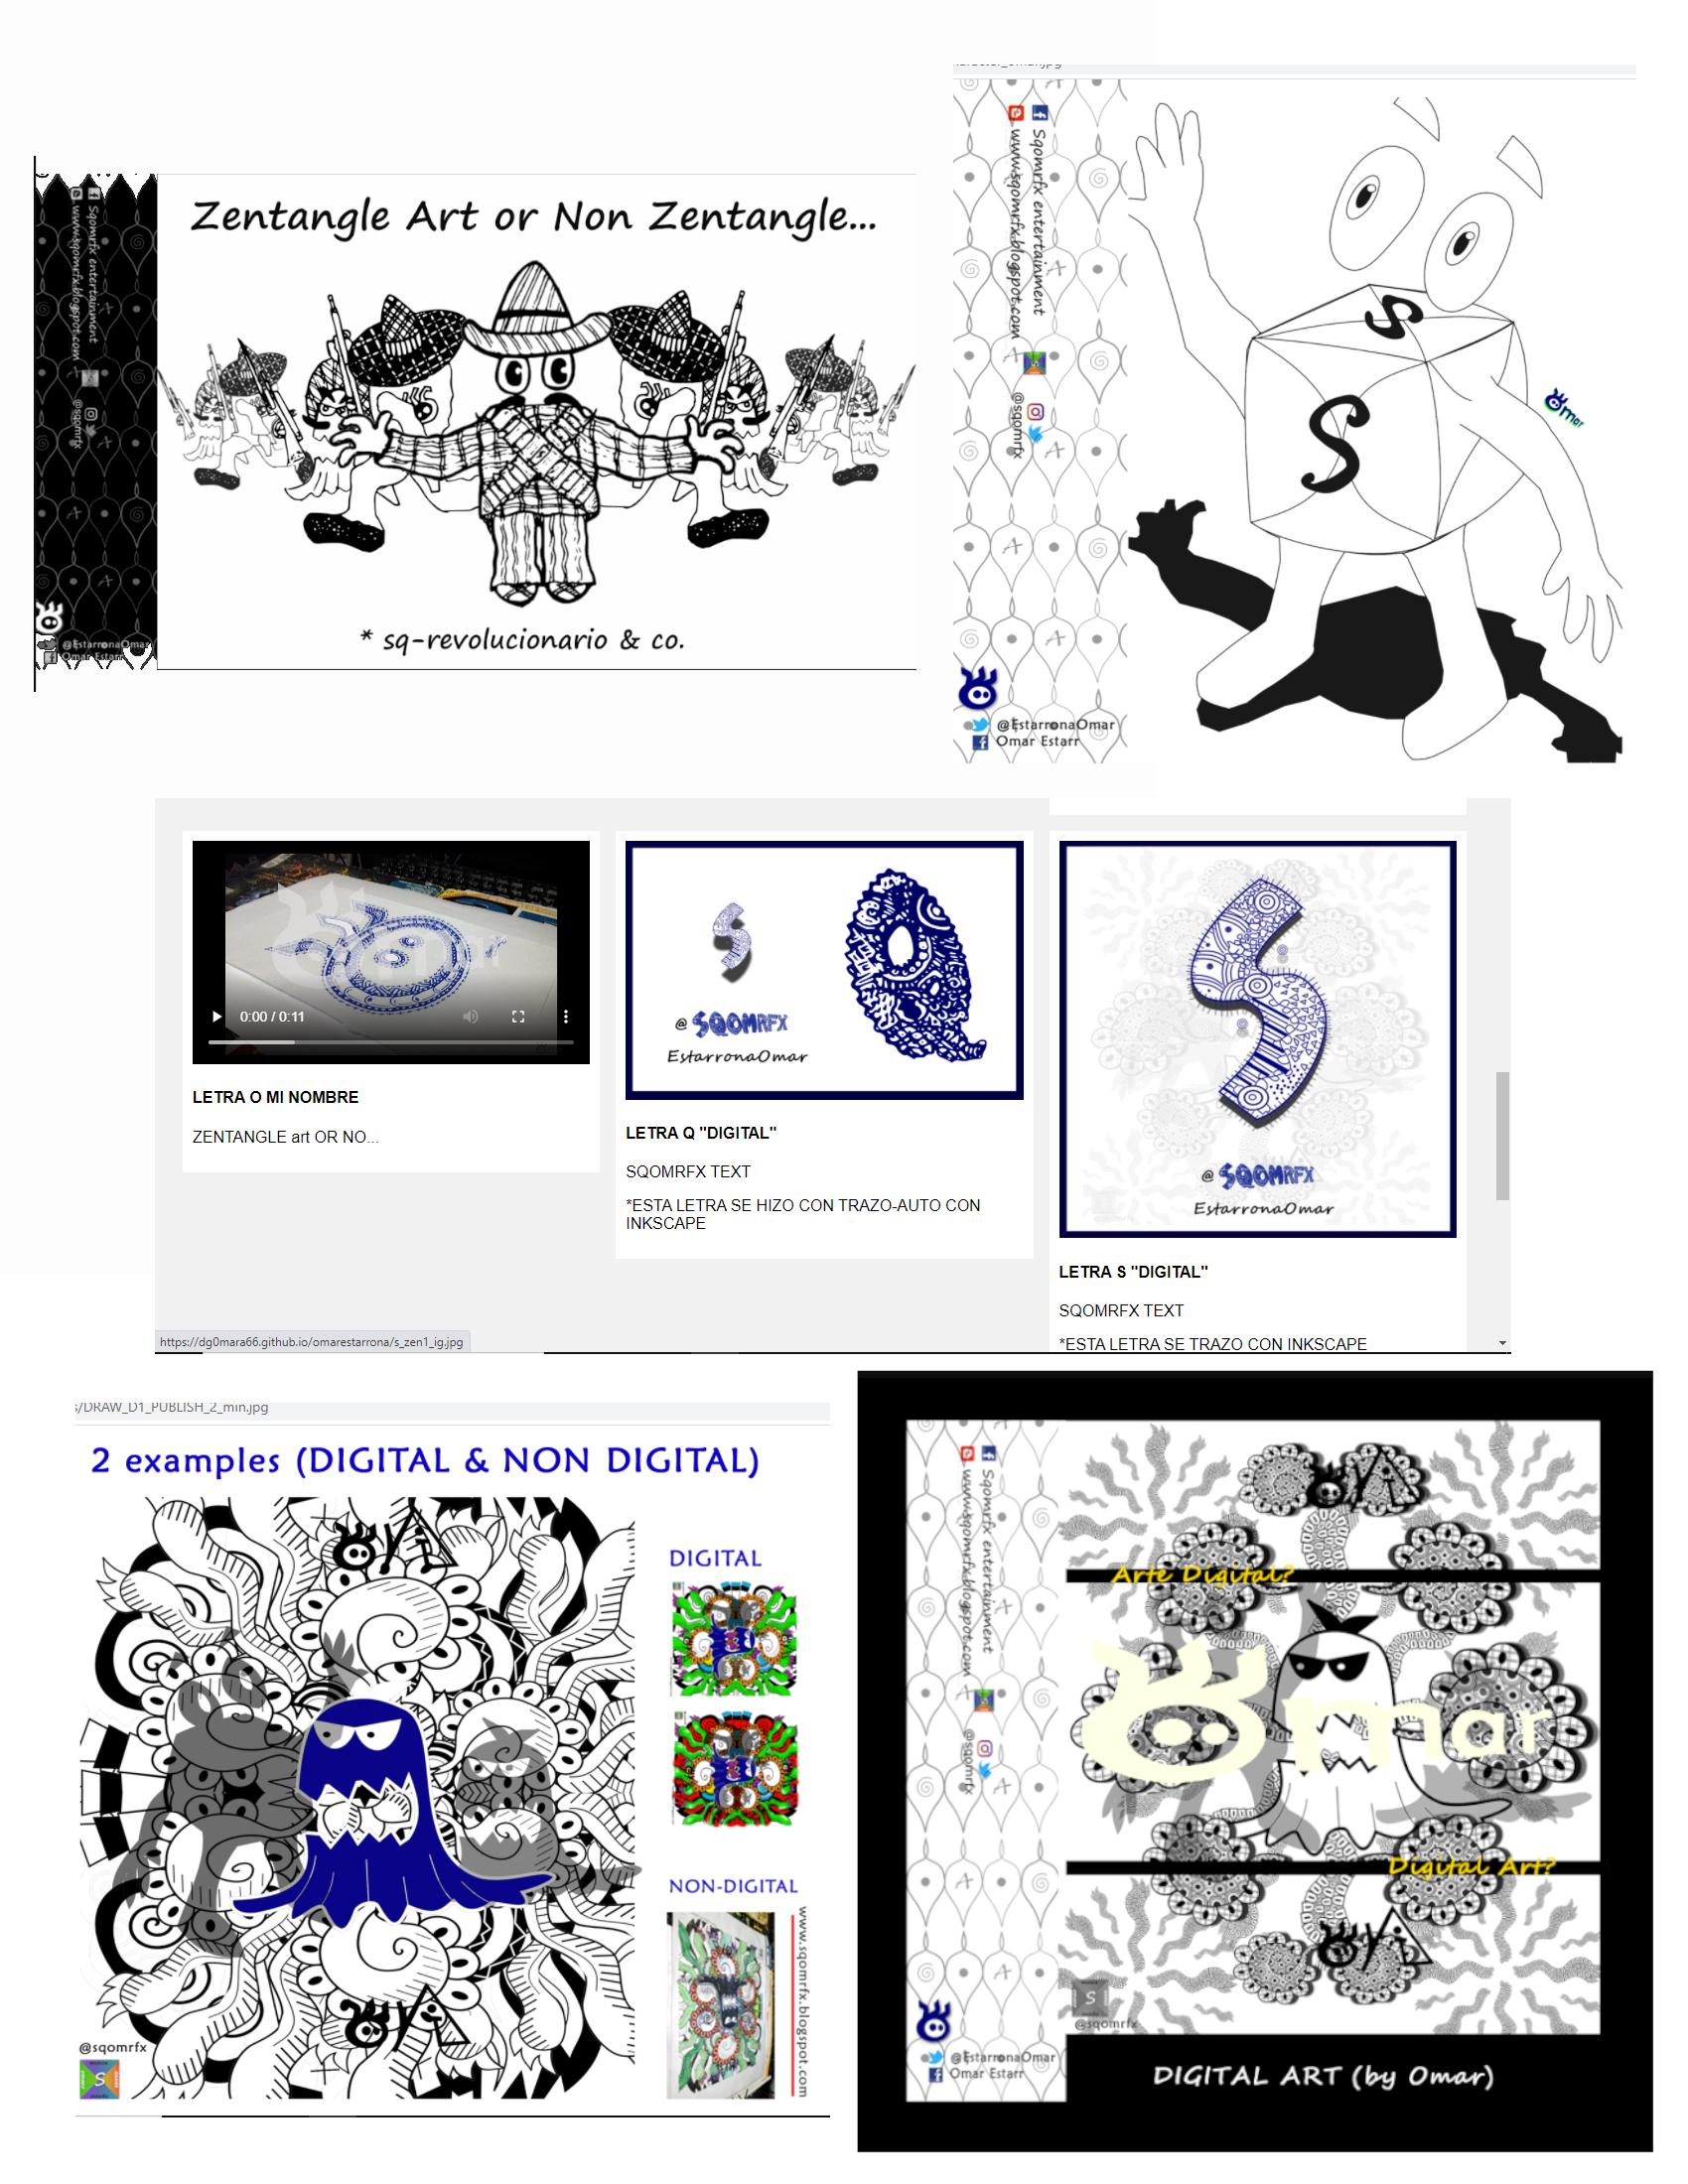 Zentangle Art or Non Zentangle...
Sqomrfx entertainment
www.sqomrfx.blogspot.com
@sqomrfx
* sq-revolucionario & co.
@EstarronaOmar
Omar Estarr
Sqomrfx entertainment
www.sqomrfx.blogspot.com
@sqomrfx
S
S
Omar
@EstarronaOmar
Omar Estarr
0:00 / 0:11
LETRA O MI NOMBRE
ZENTANGLE art OR NO...
S Q
@ SQOMRFX
EstarronaOmar
LETRA Q "DIGITAL"
SQOMRFX TEXT
*ESTA LETRA SE HIZO CON TRAZO-AUTO CON
INKSCAPE
S
@ SQOMRFX
EstarronaOmar
LETRA S "DIGITAL"
SQOMRFX TEXT
*ESTA LETRA SE TRAZO CON INKSCAPE
https://dg0mara66.github.io/omarestarrona/s_zen1_ig.jpg
s/DRAW_D1_PUBLISH_2_min.jpg
2 examples (DIGITAL & NON DIGITAL)
DIGITAL
NON-DIGITAL
www.sqomrfx.blogspot.com
@sqomrfx
S
Sqomrfx entertainment
www.sqomrfx.blogspot.com
@sqomrfx
Arte Digital?
Omar
Digital Art?
S
@sqomrfx
@EstarronaOmar
Omar Estarr
DIGITAL ART (by Omar)